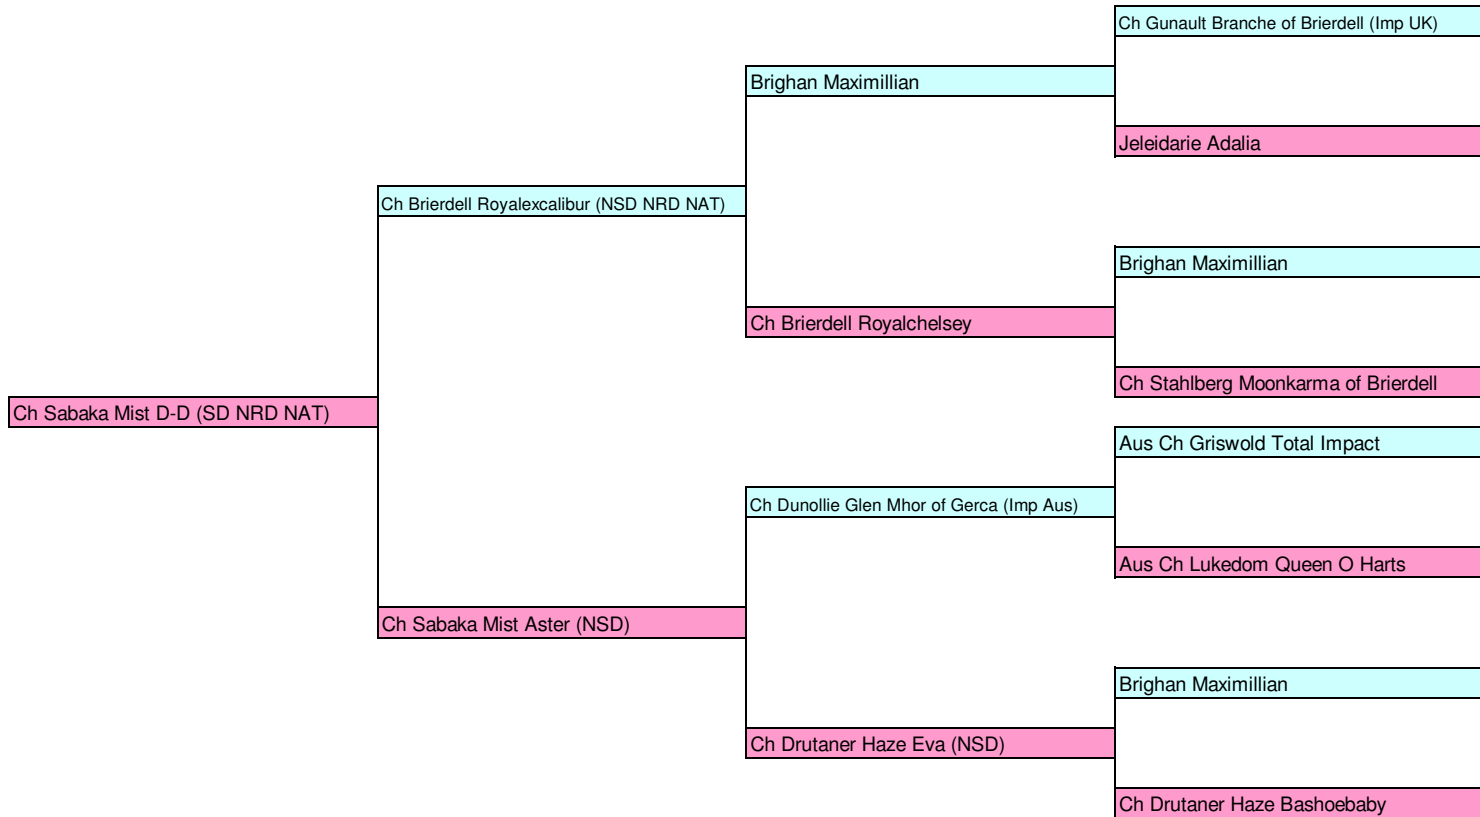 Ch Gunault Branche of Brierdell (Imp UK)
Brighan Maximillian
Jeleidarie Adalia
Ch Brierdell Royalexcalibur (NSD NRD NAT)
Brighan Maximillian
Ch Brierdell Royalchelsey
Ch Stahlberg Moonkarma of Brierdell
Ch Sabaka Mist D-D (SD NRD NAT)
Aus Ch Griswold Total Impact
Ch Dunollie Glen Mhor of Gerca (Imp Aus)
Aus Ch Lukedom Queen O Harts
Ch Sabaka Mist Aster (NSD)
Brighan Maximillian
Ch Drutaner Haze Eva (NSD)
Ch Drutaner Haze Bashoebaby